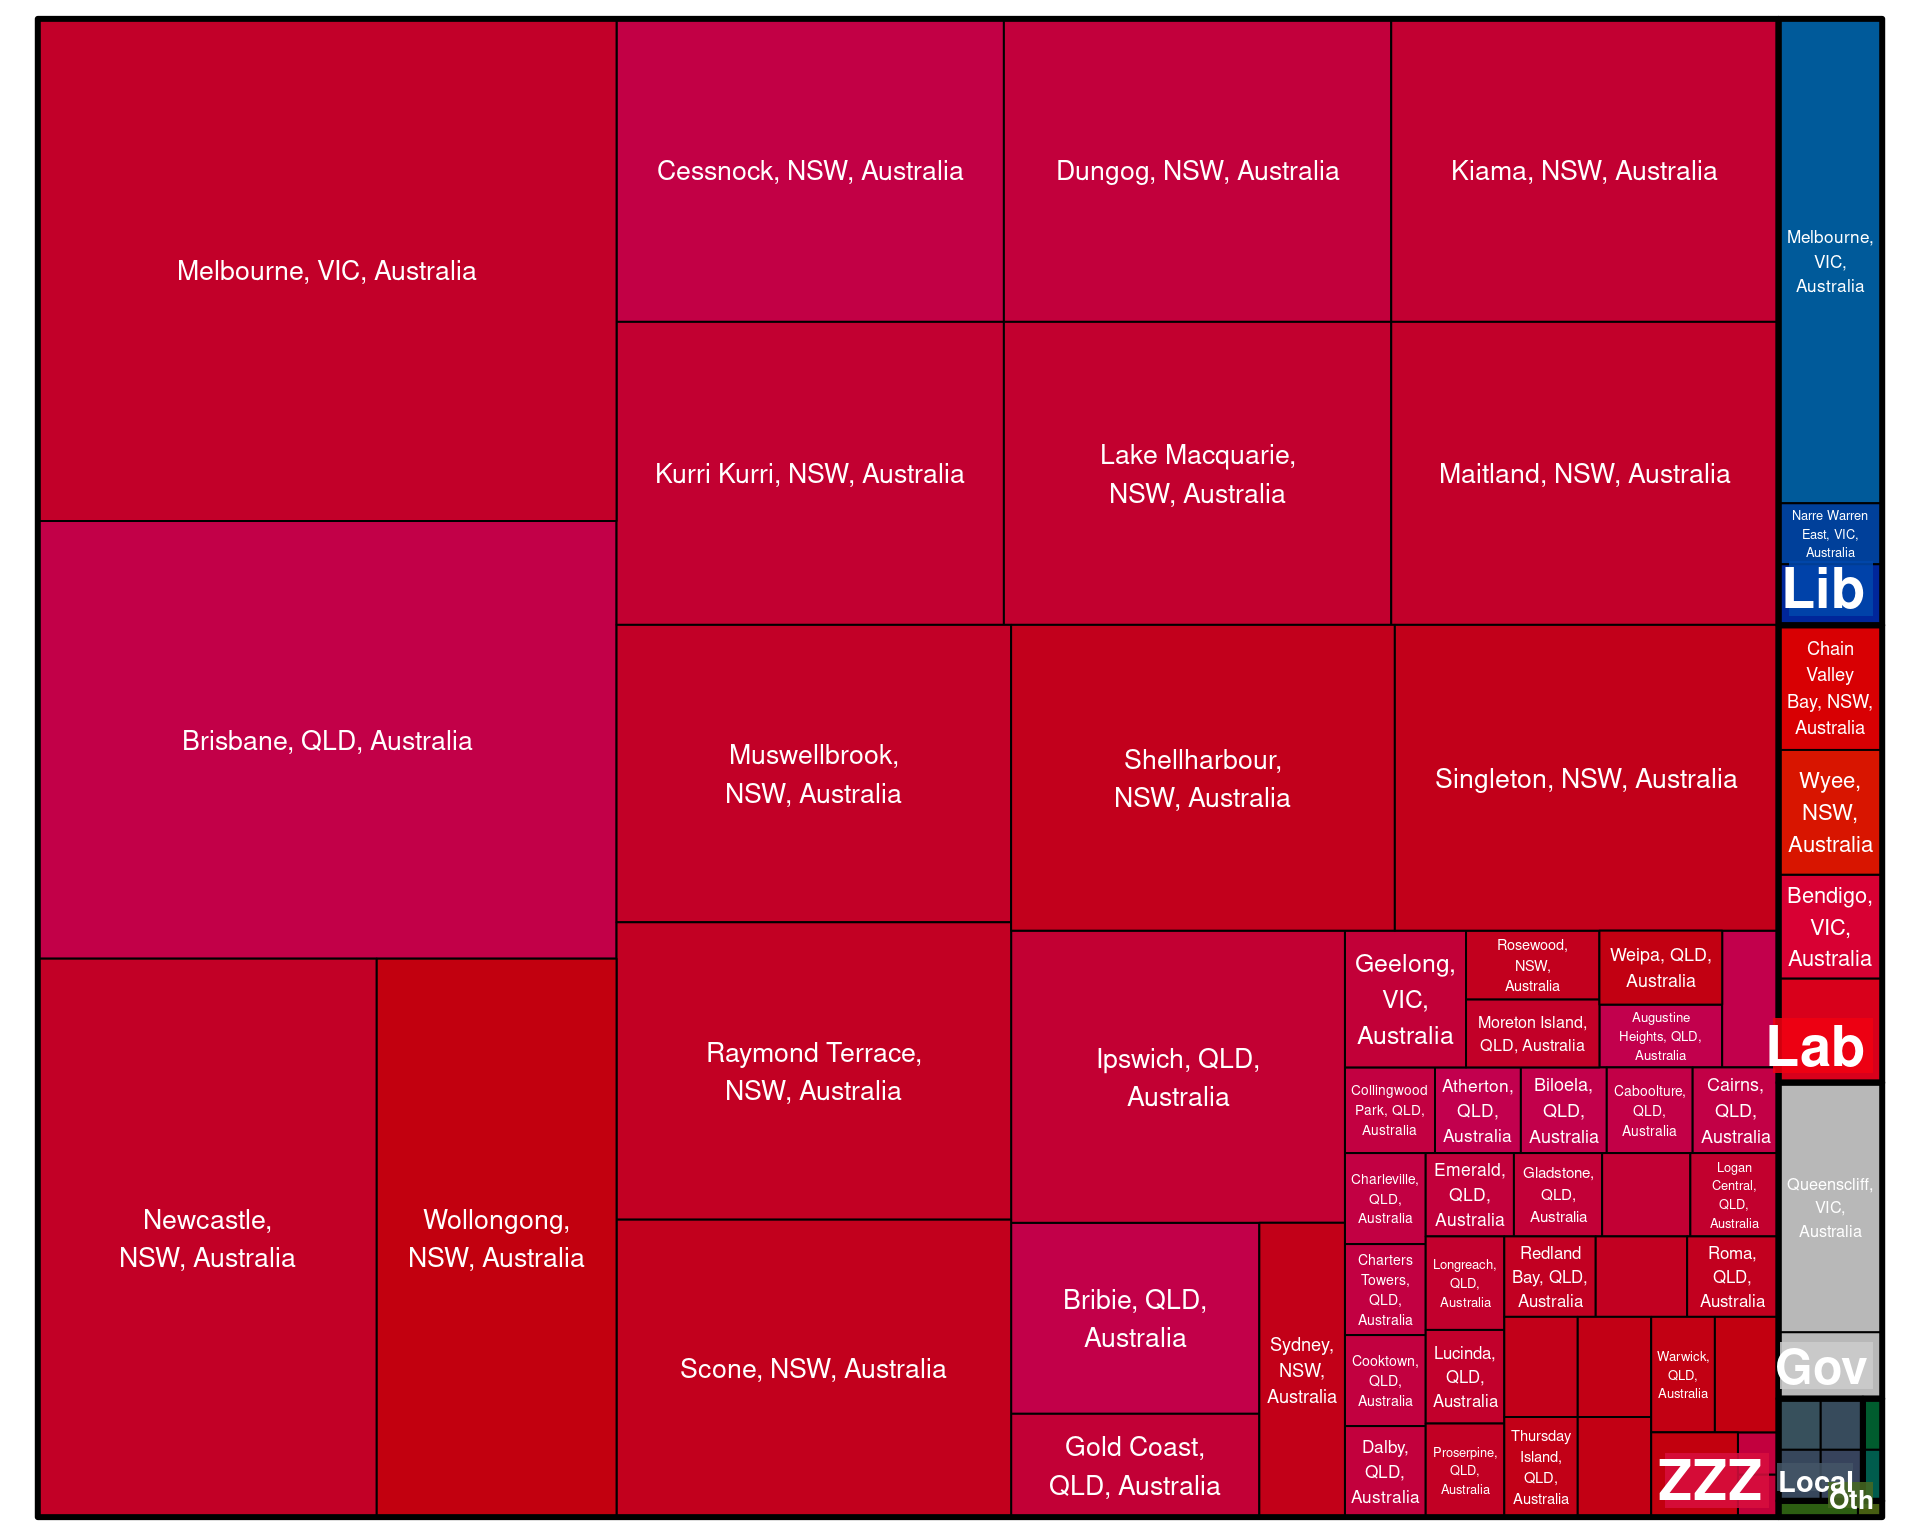 Melbourne, VIC, Australia
Brisbane, QLD, Australia
Newcastle,
NSW, Australia
Wollongong,
NSW, Australia
Cessnock, NSW, Australia
Dungog, NSW, Australia
Kiama, NSW, Australia
Kurri Kurri, NSW, Australia
Lake Macquarie,
NSW, Australia
Maitland, NSW, Australia
Muswellbrook,
NSW, Australia
Shellharbour,
NSW, Australia
Singleton, NSW, Australia
Raymond Terrace,
NSW, Australia
Scone, NSW, Australia
Ipswich, QLD,
Australia
Bribie, QLD,
Australia
Gold Coast,
QLD, Australia
Sydney,
NSW,
Australia
Geelong,
VIC,
Australia
Rosewood,
NSW,
Australia
Moreton Island,
QLD, Australia
Weipa, QLD,
Australia
Augustine
Heights, QLD,
Australia
Collingwood
Park, QLD,
Australia
Atherton,
QLD,
Australia
Biloela,
QLD,
Australia
Caboolture,
QLD,
Australia
Cairns,
QLD,
Australia
Charleville,
QLD,
Australia
Charters
Towers,
QLD,
Australia
Cooktown,
QLD,
Australia
Dalby,
QLD,
Australia
Emerald,
QLD,
Australia
Gladstone,
QLD,
Australia
Logan
Central,
QLD,
Australia
Longreach,
QLD,
Australia
Lucinda,
QLD,
Australia
Proserpine,
QLD,
Australia
Redland
Bay, QLD,
Australia
Roma,
QLD,
Australia
Thursday
Island,
QLD,
Australia
Warwick,
QLD,
Australia
ZZZ
Melbourne,
VIC,
Australia
Narre Warren
East, VIC,
Australia
Lib
Chain
Valley
Bay, NSW,
Australia
Wyee,
NSW,
Australia
Bendigo,
VIC,
Australia
Lab
Queenscliff,
VIC,
Australia
Gov
Local
Oth